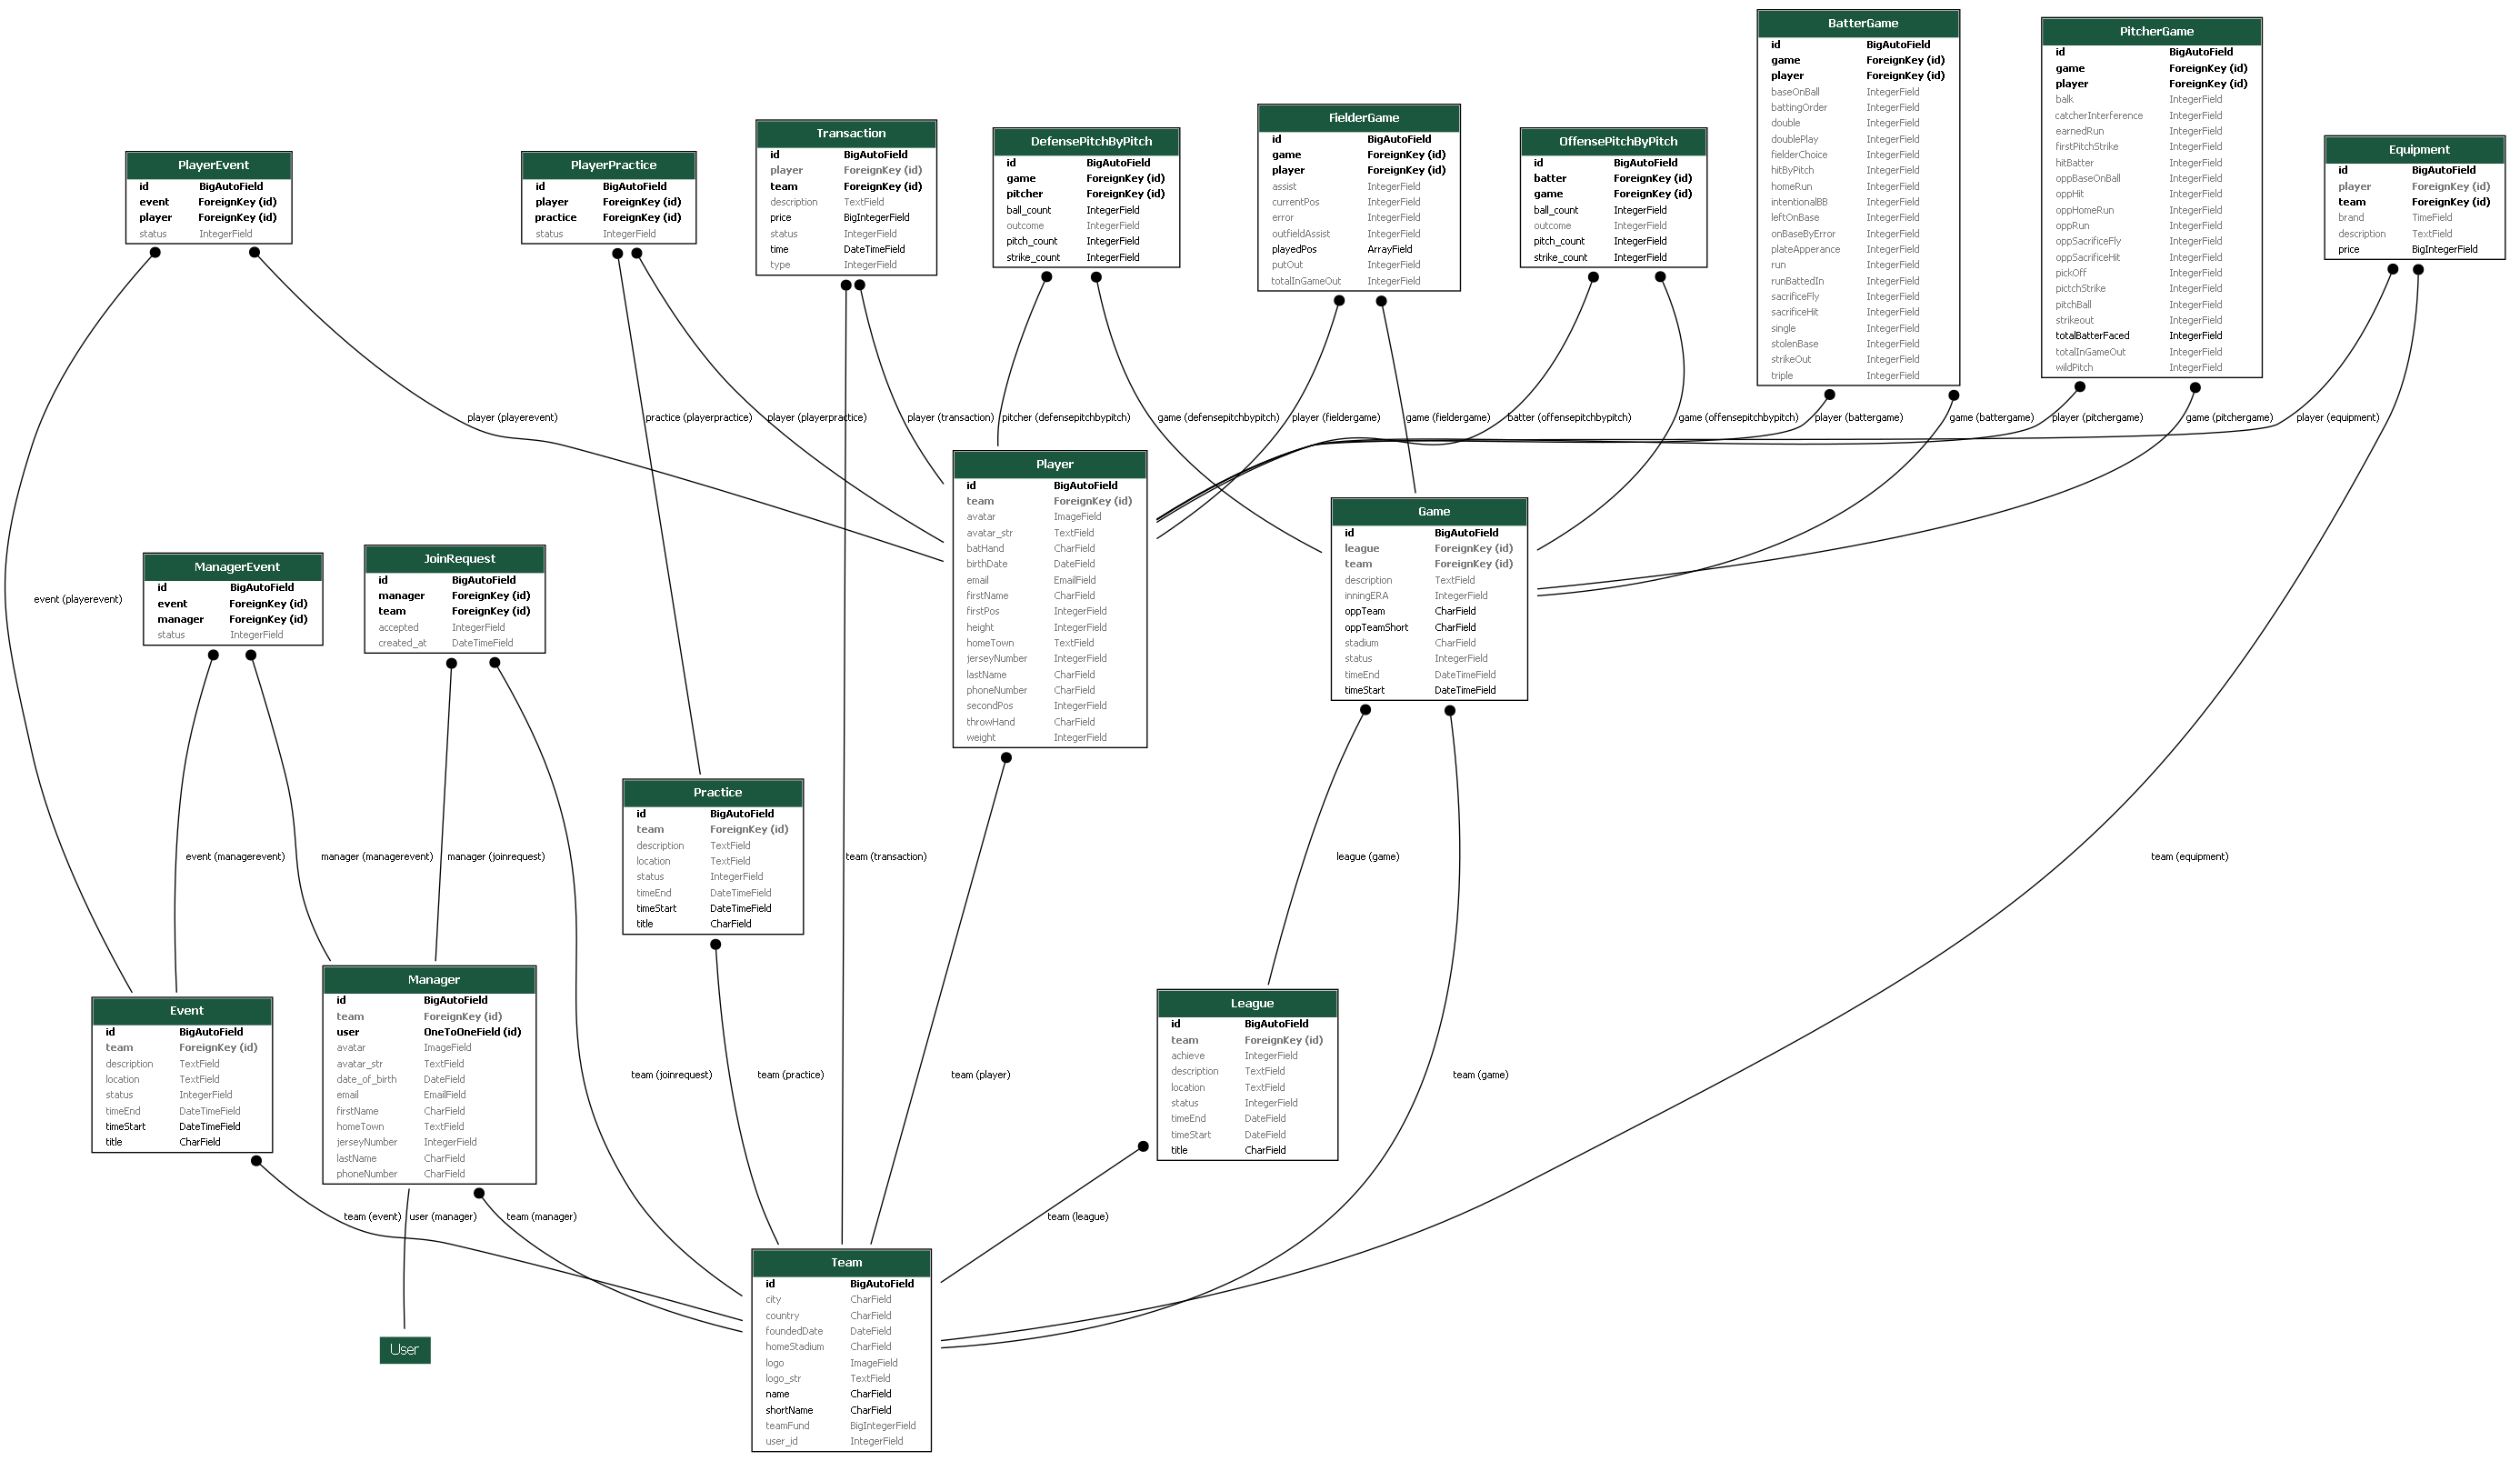 PlayerEvent
id BigAutoField
event ForeignKey (id)
player ForeignKey (id)
status IntegerField
PlayerPractice
id BigAutoField
player ForeignKey (id)
practice ForeignKey (id)
status IntegerField
Transaction
id BigAutoField
player ForeignKey (id)
team ForeignKey (id)
description TextField
price BigIntegerField
status IntegerField
time DateTimeField
type IntegerField
DefensePitchByPitch
id BigAutoField
game ForeignKey (id)
pitcher ForeignKey (id)
ball_count IntegerField
outcome IntegerField
pitch_count IntegerField
strike_count IntegerField
FielderGame
id BigAutoField
game ForeignKey (id)
player ForeignKey (id)
assist IntegerField
currentPos IntegerField
error IntegerField
outfieldAssist IntegerField
playedPos ArrayField
putOut IntegerField
totalInGameOut IntegerField
OffensePitchByPitch
id BigAutoField
batter ForeignKey (id)
game ForeignKey (id)
ball_count IntegerField
outcome IntegerField
pitch_count IntegerField
strike_count IntegerField
BatterGame
id BigAutoField
game ForeignKey (id)
player ForeignKey (id)
baseOnBall IntegerField
battingOrder IntegerField
double IntegerField
doublePlay IntegerField
fielderChoice IntegerField
hitByPitch IntegerField
homeRun IntegerField
intentionalBB IntegerField
leftOnBase IntegerField
onBaseByError IntegerField
plateApperance IntegerField
run IntegerField
runBattedIn IntegerField
sacrificeFly IntegerField
sacrificeHit IntegerField
single IntegerField
stolenBase IntegerField
strikeOut IntegerField
triple IntegerField
PitcherGame
id BigAutoField
game ForeignKey (id)
player ForeignKey (id)
balk IntegerField
catcherInterference IntegerField
earnedRun IntegerField
firstPitchStrike IntegerField
hitBatter IntegerField
oppBaseOnBall IntegerField
oppHit IntegerField
oppHomeRun IntegerField
oppRun IntegerField
oppSacrificeFly IntegerField
oppSacrificeHit IntegerField
pickOff IntegerField
pictchStrike IntegerField
pitchBall IntegerField
strikeout IntegerField
totalBatterFaced IntegerField
totalInGameOut IntegerField
wildPitch IntegerField
Equipment
id BigAutoField
player ForeignKey (id)
team ForeignKey (id)
brand TimeField
description TextField
price BigIntegerField
player (playerevent)
practice (playerpractice)
player (playerpractice)
player (transaction)
pitcher (defensepitchbypitch)
game (defensepitchbypitch)
player (fieldergame)
game (fieldergame)
batter (offensepitchbypitch)
game (offensepitchbypitch)
player (battergame)
game (battergame)
player (pitchergame)
game (pitchergame)
player (equipment)
Player
id BigAutoField
team ForeignKey (id)
avatar ImageField
avatar_str TextField
batHand CharField
birthDate DateField
email EmailField
firstName CharField
firstPos IntegerField
height IntegerField
homeTown TextField
jerseyNumber IntegerField
lastName CharField
phoneNumber CharField
secondPos IntegerField
throwHand CharField
weight IntegerField
Game
id BigAutoField
league ForeignKey (id)
team ForeignKey (id)
description TextField
inningERA IntegerField
oppTeam CharField
oppTeamShort CharField
stadium CharField
status IntegerField
timeEnd DateTimeField
timeStart DateTimeField
event (playerevent)
ManagerEvent
id BigAutoField
event ForeignKey (id)
manager ForeignKey (id)
status IntegerField
JoinRequest
id BigAutoField
manager ForeignKey (id)
team ForeignKey (id)
accepted IntegerField
created_at DateTimeField
Practice
id BigAutoField
team ForeignKey (id)
description TextField
location TextField
status IntegerField
timeEnd DateTimeField
timeStart DateTimeField
title CharField
event (managerevent)
manager (managerevent)
manager (joinrequest)
team (transaction)
league (game)
team (equipment)
Event
id BigAutoField
team ForeignKey (id)
description TextField
location TextField
status IntegerField
timeEnd DateTimeField
timeStart DateTimeField
title CharField
Manager
id BigAutoField
team ForeignKey (id)
user OneToOneField (id)
avatar ImageField
avatar_str TextField
date_of_birth DateField
email EmailField
firstName CharField
homeTown TextField
jerseyNumber IntegerField
lastName CharField
phoneNumber CharField
League
id BigAutoField
team ForeignKey (id)
achieve IntegerField
description TextField
location TextField
status IntegerField
timeEnd DateField
timeStart DateField
title CharField
team (joinrequest)
team (practice)
team (player)
team (game)
team (event)
user (manager)
team (manager)
team (league)
Team
id BigAutoField
city CharField
country CharField
foundedDate DateField
homeStadium CharField
logo ImageField
logo_str TextField
name CharField
shortName CharField
teamFund BigIntegerField
user_id IntegerField
User